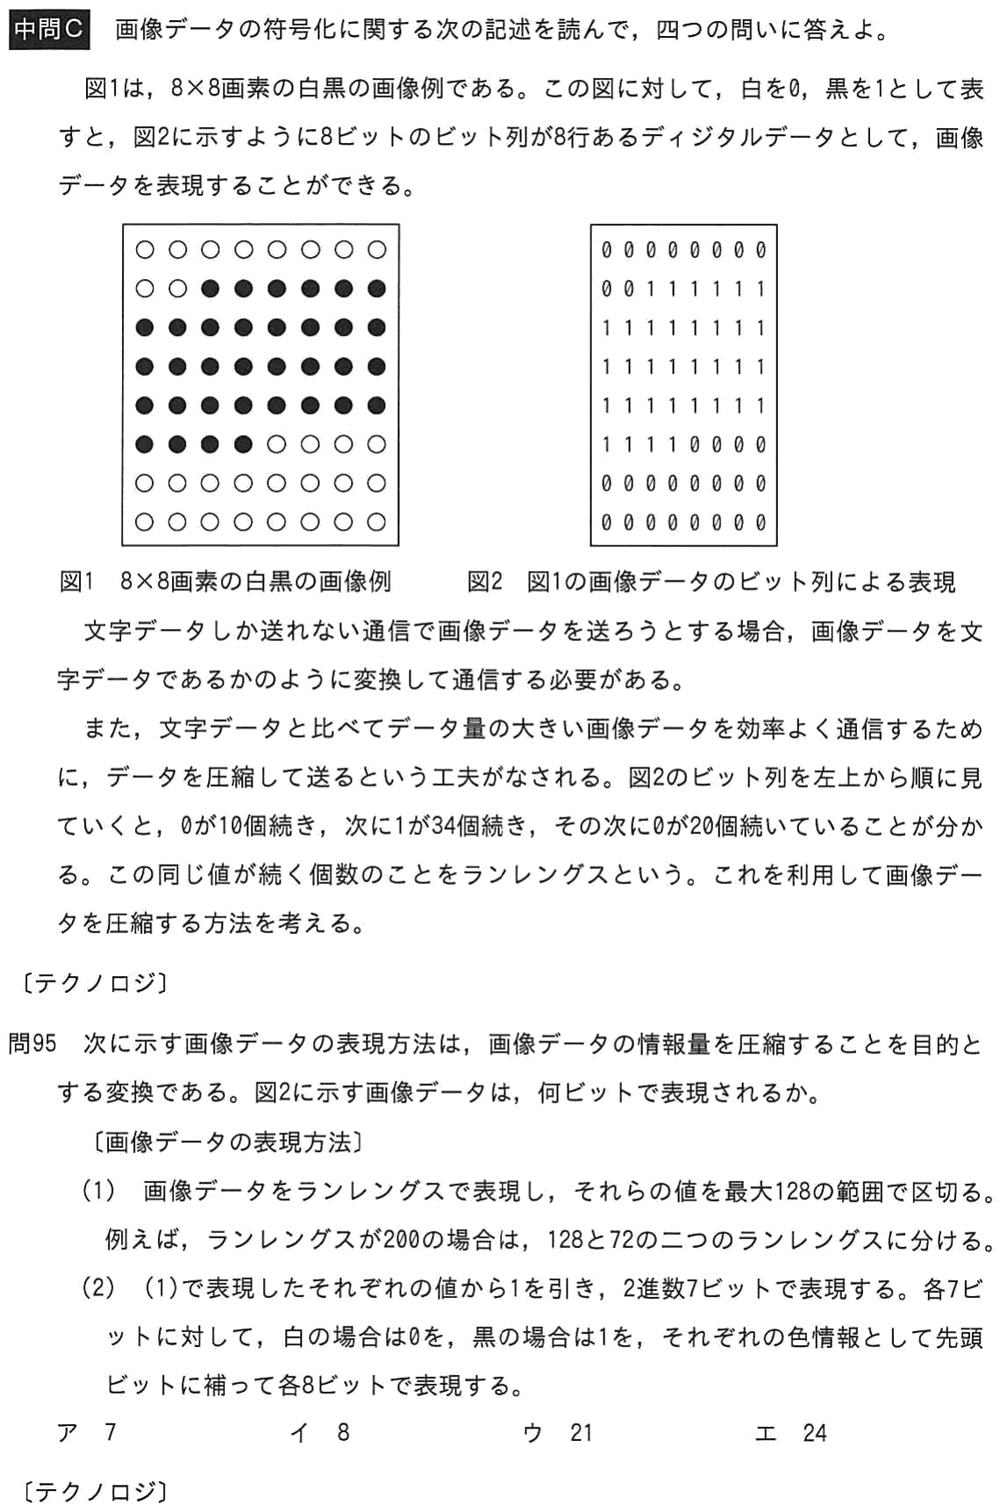 中問C 画像データの符号化に関する次の記述を読んで，四つの問いに答えよ。
図1は，8×8画素の白黒の画像例である。この図に対して，白を0，黒を1として表
すと，図2に示すように8ビットのビット列が8行あるディジタルデータとして，画像
データを表現することができる。
0 0 0 0 0 0 0 0
0 0 1 1 1 1 1 1
1 1 1 1 1 1 1 1
1 1 1 1 1 1 1 1
1 1 1 1 1 1 1 1
1 1 1 1 0 0 0 0
0 0 0 0 0 0 0 0
0 0 0 0 0 0 0 0
図1 8×8画素の白黒の画像例 図2 図1の画像データのビット列による表現
文字データしか送れない通信で画像データを送ろうとする場合，画像データを文
字データであるかのように変換して通信する必要がある。
また，文字データと比べてデータ量の大きい画像データを効率よく通信するため
に，データを圧縮して送るという工夫がなされる。図2のビット列を左上から順に見
ていくと，0が10個続き，次に1が34個続き，その次に0が20個続いていることが分か
る。この同じ値が続く個数のことをランレングスという。これを利用して画像デー
タを圧縮する方法を考える。
〔テクノロジ〕
問95 次に示す画像データの表現方法は，画像データの情報量を圧縮することを目的と
する変換である。図2に示す画像データは，何ビットで表現されるか。
〔画像データの表現方法〕
(1) 画像データをランレングスで表現し，それらの値を最大128の範囲で区切る。
例えば，ランレングスが200の場合は，128と72の二つのランレングスに分ける。
(2) (1)で表現したそれぞれの値から1を引き，2進数7ビットで表現する。各7ビ
ットに対して，白の場合は0を，黒の場合は1を，それぞれの色情報として先頭
ビットに補って各8ビットで表現する。
ア 7 イ 8 ウ 21 エ 24
〔テクノロジ〕